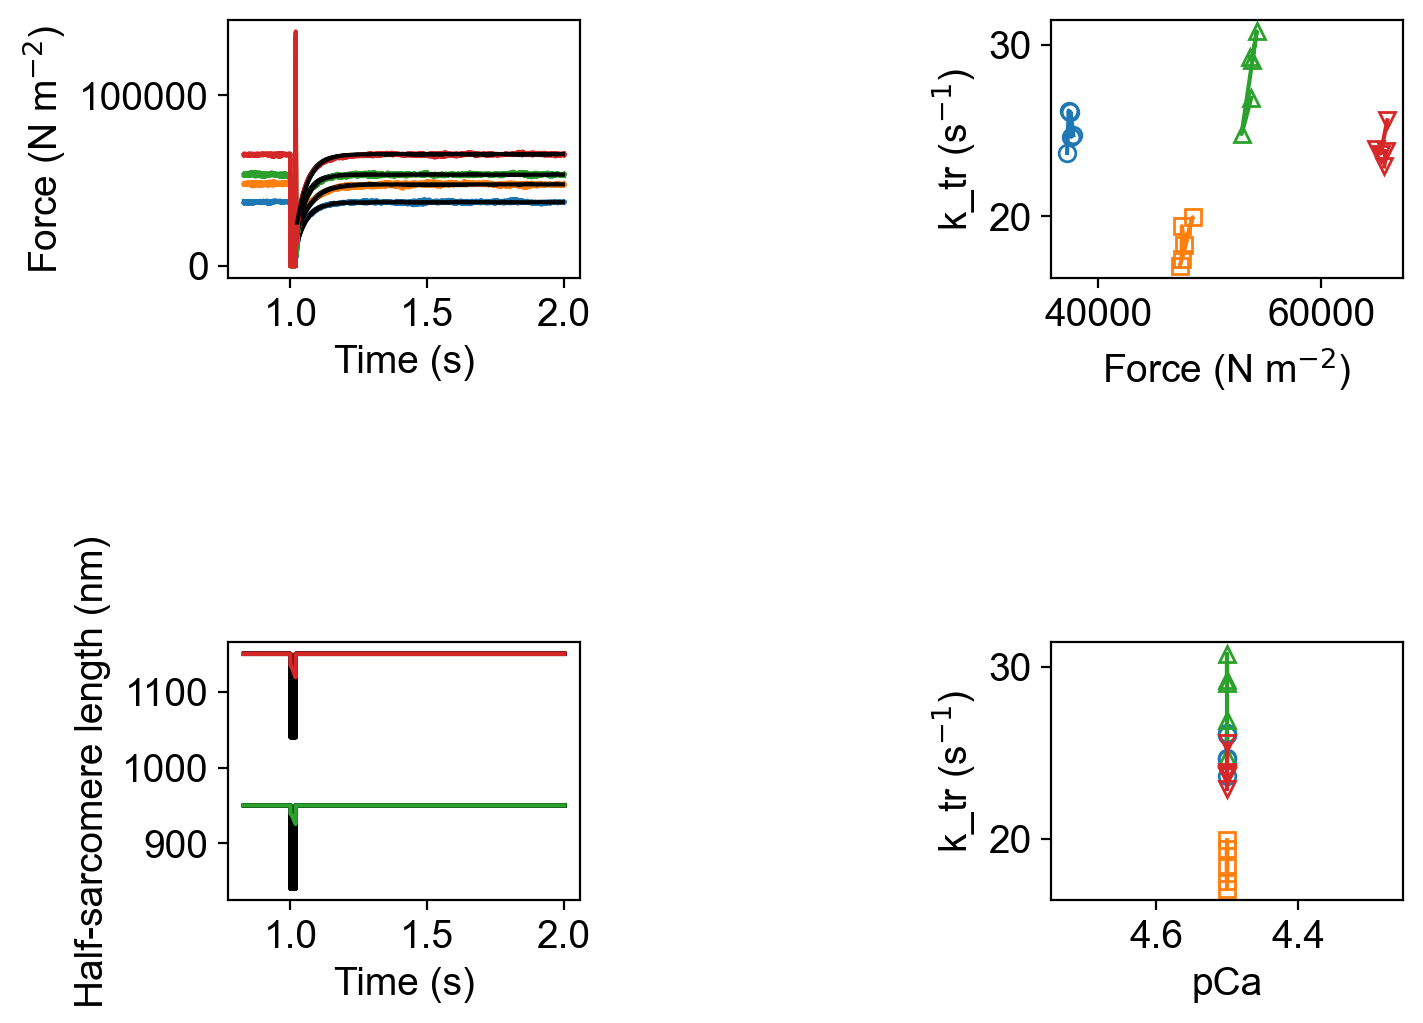 Force (N m⁻²)
100000
0
1.0 1.5 2.0
Time (s)
k_tr (s⁻¹)
30
20
40000 60000
Force (N m⁻²)
Half-sarcomere length (nm)
1100
1000
900
1.0 1.5 2.0
Time (s)
k_tr (s⁻¹)
30
20
4.6 4.4
pCa